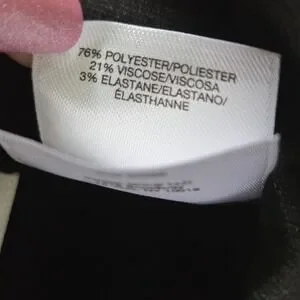 76% POLYESTER/POLIESTER
21% VISCOSE/VISCOSA
3% ELASTANE/ELASTANO/
ÉLASTHANNE